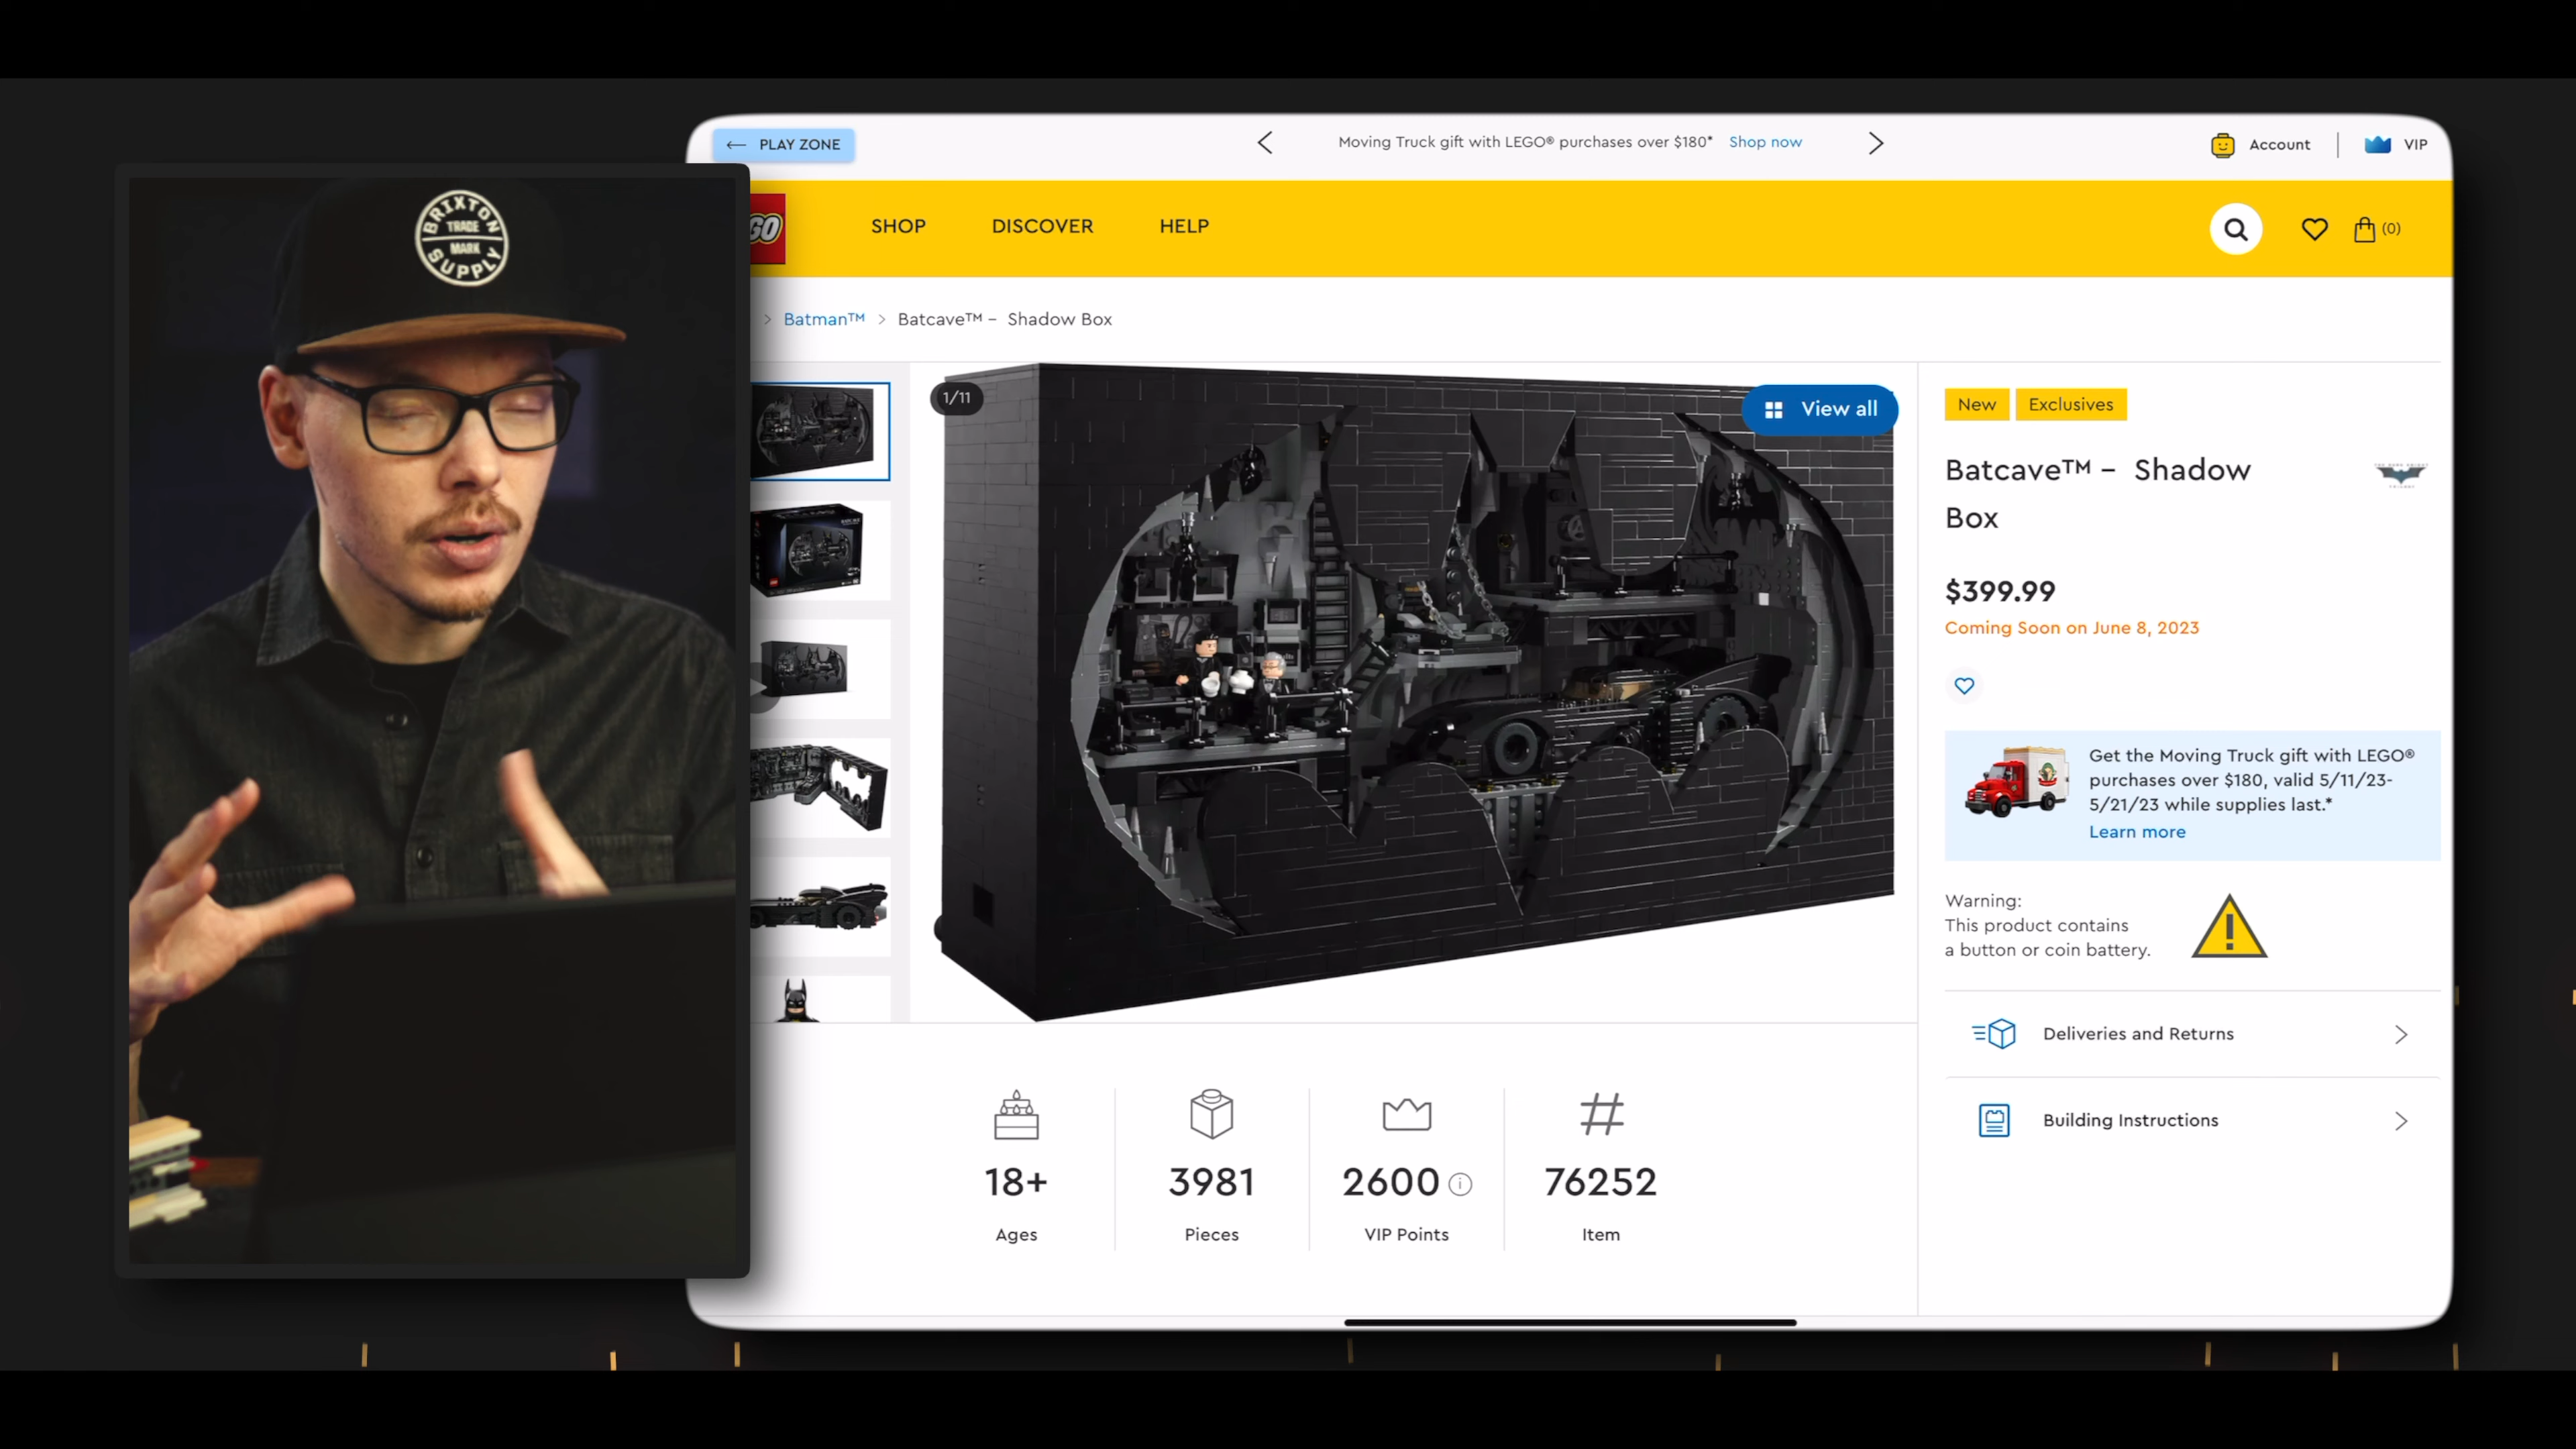 BRIXTON
TRADE
MARK
SUPPLY
← PLAY ZONE
Moving Truck gift with LEGO® purchases over $180* Shop now
Account
VIP
SHOP
DISCOVER
HELP
(0)
> Batman™ > Batcave™ – Shadow Box
1/11
View all
New
Exclusives
Batcave™ – Shadow
Box
$399.99
Coming Soon on June 8, 2023
Get the Moving Truck gift with LEGO®
purchases over $180, valid 5/11/23-
5/21/23 while supplies last.*
Learn more
Warning:
This product contains
a button or coin battery.
Deliveries and Returns
Building Instructions
18+
Ages
3981
Pieces
2600
VIP Points
76252
Item